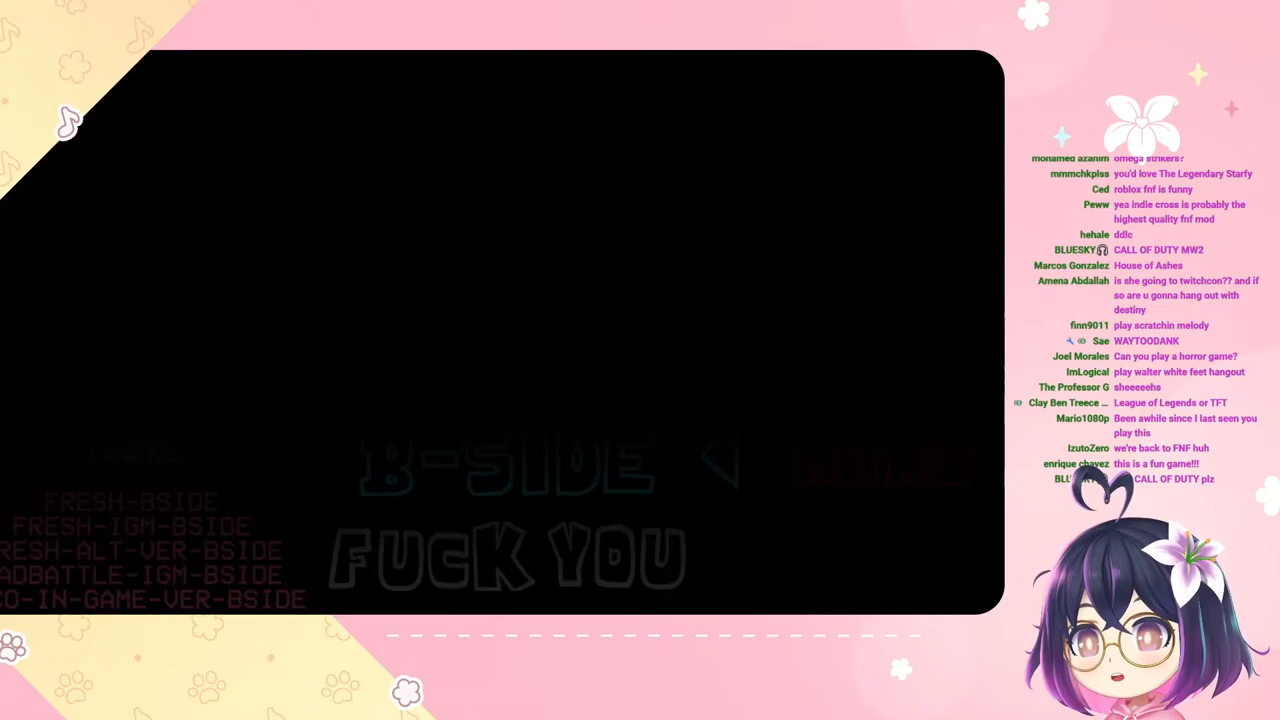 mohamed azanim omega strikers?
mmmchkplss you'd love The Legendary Starfy
Ced roblox fnf is funny
Peww yea indie cross is probably the
highest quality fnf mod
hehale ddlc
BLUESKY🎧 CALL OF DUTY MW2
Marcos Gonzalez House of Ashes
Amena Abdallah is she going to twitchcon?? and if
so are u gonna hang out with
destiny
finn9011 play scratchin melody
Sae WAYTOODANK
Joel Morales Can you play a horror game?
ImLogical play walter white feet hangout
The Professor G sheeeeehs
Clay Ben Treece ... League of Legends or TFT
Mario1080p Been awhile since I last seen you
play this
IzutoZero we're back to FNF huh
enrique chavez this is a fun game!!!
CALL OF DUTY plz
B-SIDE
FRESH-BSIDE
FRESH-IGM-BSIDE
RESH-ALT-VER-BSIDE
ADBATTLE-IGM-BSIDE
CO-IN-GAME-VER-BSIDE
FUCK YOU